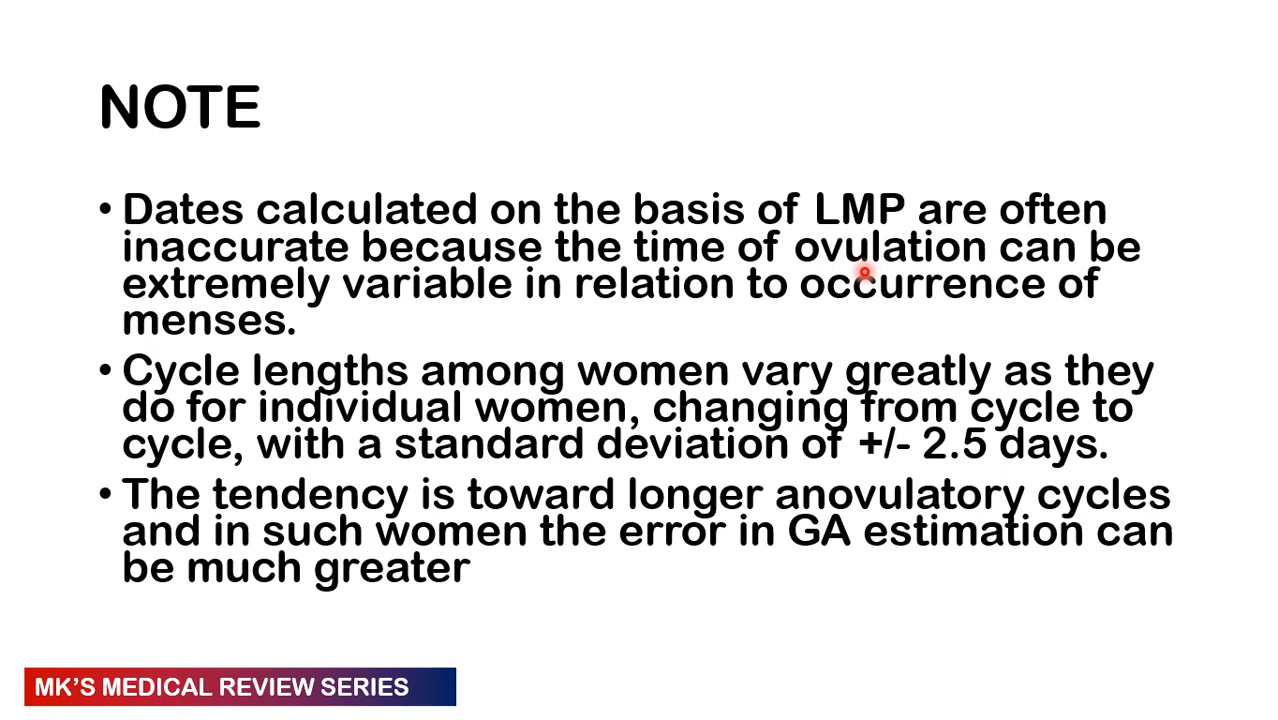 NOTE
• Dates calculated on the basis of LMP are often
inaccurate because the time of ovulation can be
extremely variable in relation to occurrence of
menses.
• Cycle lengths among women vary greatly as they
do for individual women, changing from cycle to
cycle, with a standard deviation of +/- 2.5 days.
• The tendency is toward longer anovulatory cycles
and in such women the error in GA estimation can
be much greater
MK’S MEDICAL REVIEW SERIES